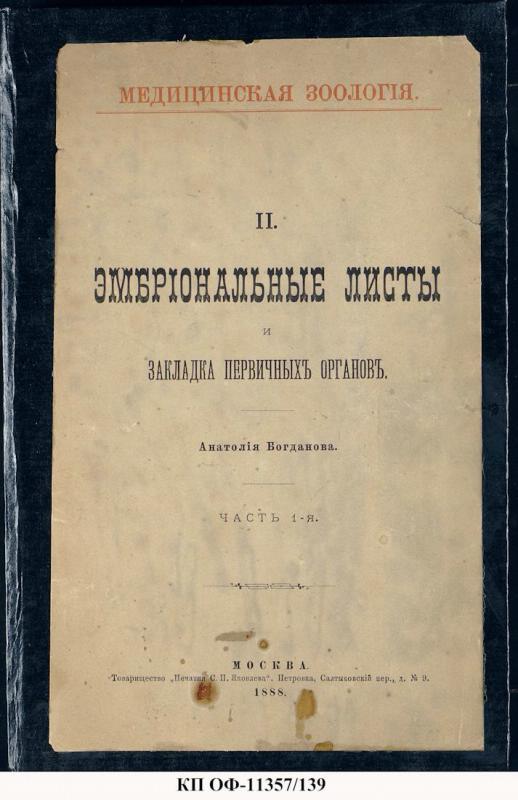 МЕДИЦИНСКАЯ ЗООЛОГІЯ.
II.
ЭМБРІОНАЛЬНЫЕ ЛИСТЫ
И
ЗАКЛАДКА ПЕРВИЧНЫХЪ ОРГАНОВЪ.
Анатолія Богданова.
ЧАСТЬ 1-я.
МОСКВА.
Товарищество „Печатня С. П. Яковлева“. Петровка, Салтыковскій пер., д. № 9.
1888.
КП ОФ-11357/139